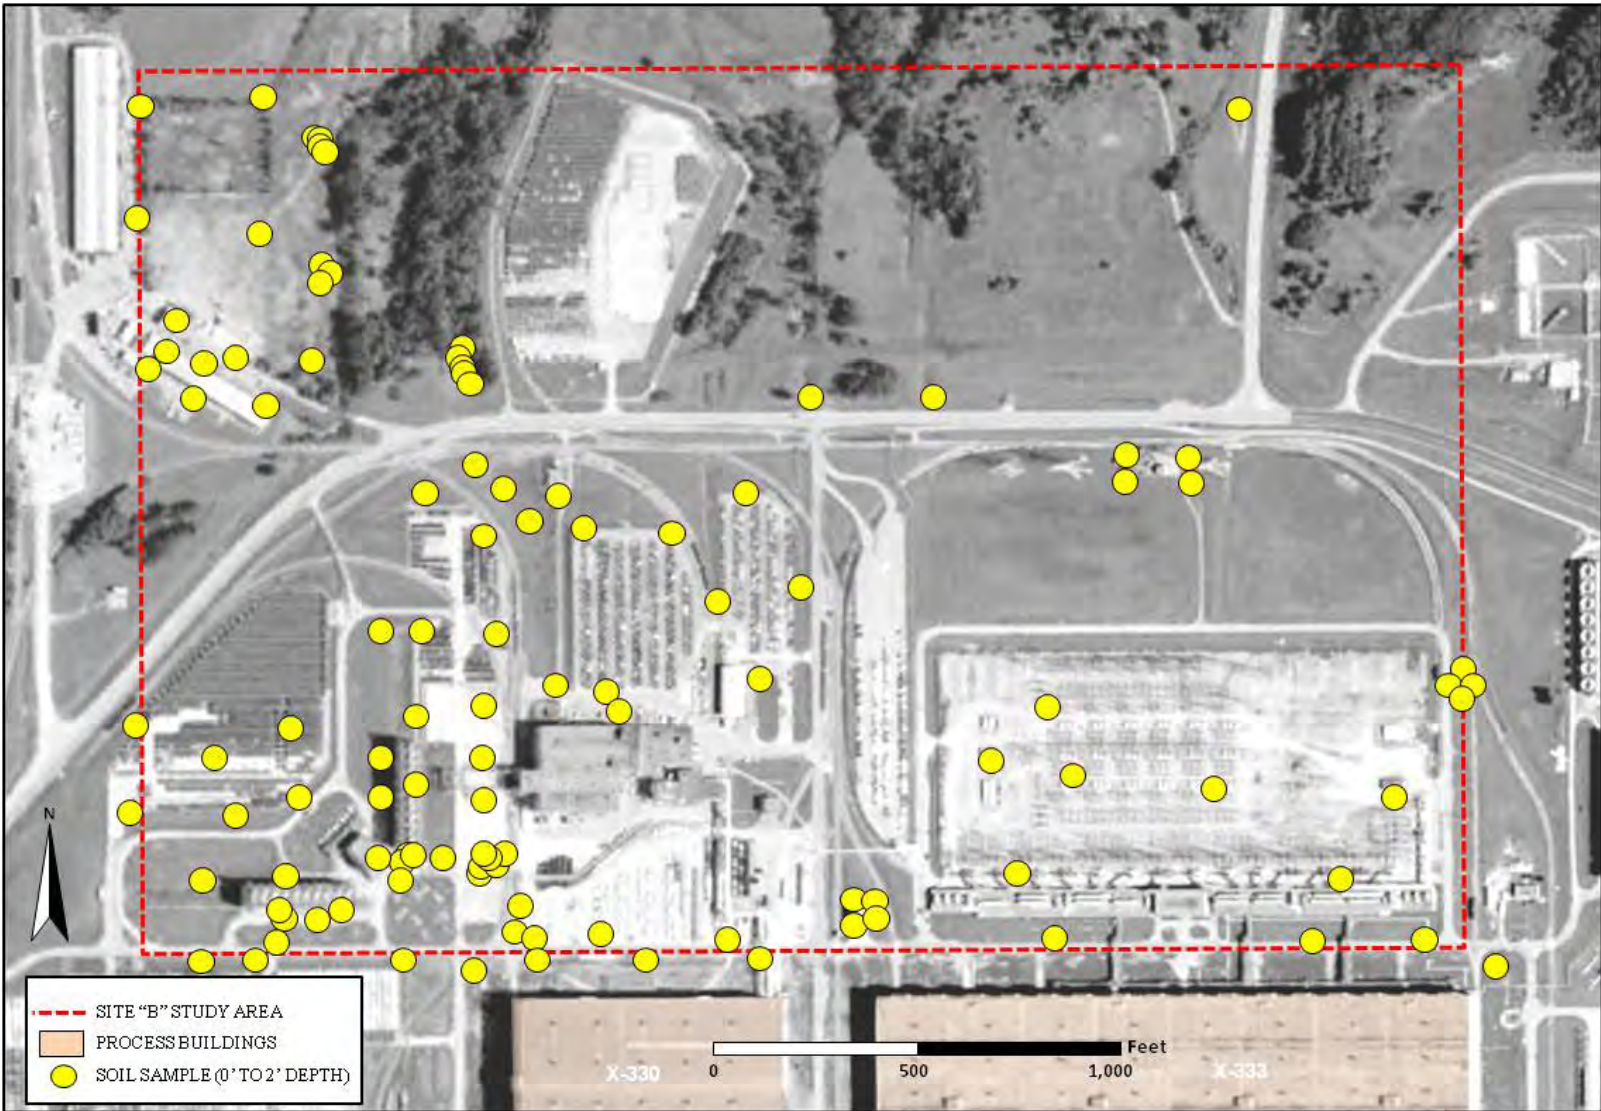 N
SITE "B" STUDY AREA
PROCESS BUILDINGS
SOIL SAMPLE (0' TO 2' DEPTH)
Feet
0 500 1,000
X-330
X-333